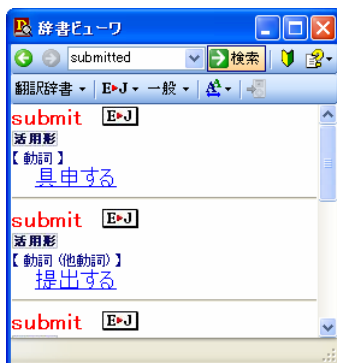 辞書ビューワ
submitted 検索
翻訳辞書 E▶J 一般 A
submit E▶J
活用形
【 動詞 】
具申する
submit E▶J
活用形
【 動詞 (他動詞) 】
提出する
submit E▶J